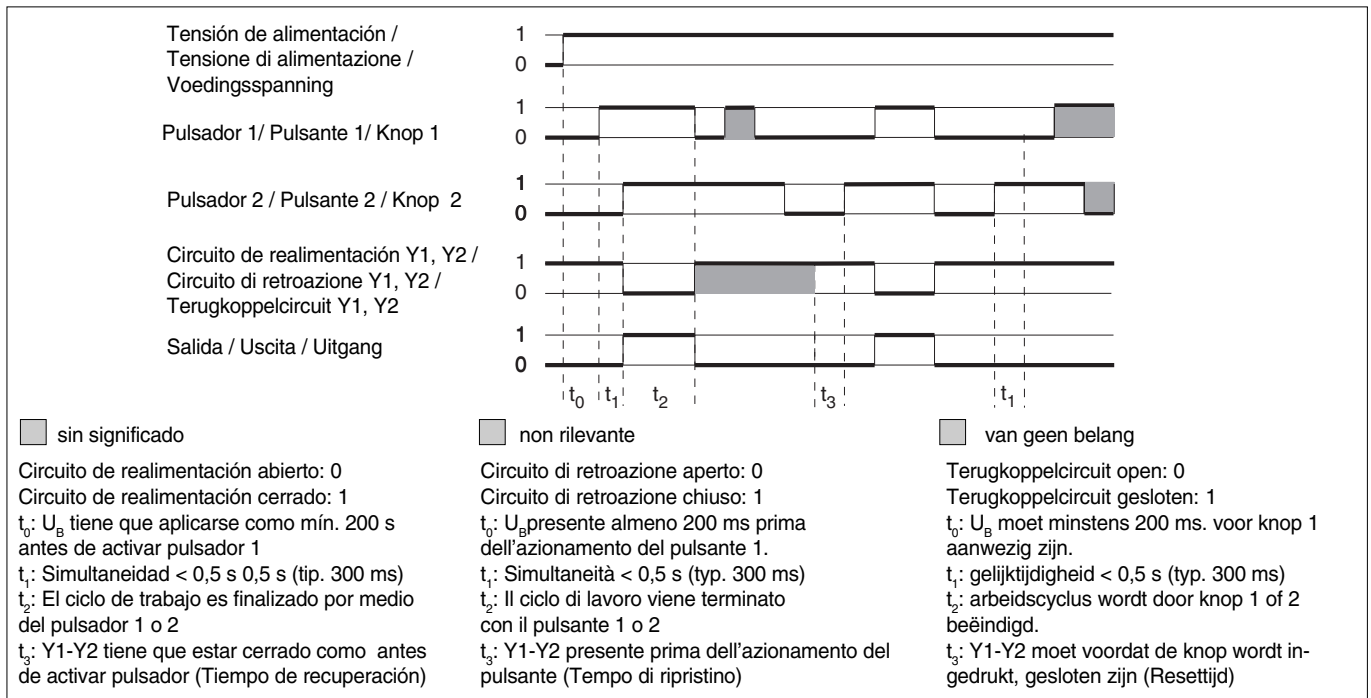 Tensión de alimentación /
Tensione di alimentazione /
Voedingsspanning
1
0
Pulsador 1/ Pulsante 1/ Knop 1
1
0
Pulsador 2 / Pulsante 2 / Knop 2
1
0
Circuito de realimentación Y1, Y2 /
Circuito di retroazione Y1, Y2 /
Terugkoppelcircuit Y1, Y2
1
0
Salida / Uscita / Uitgang
1
0
t0 t1 t2 t3 t1
sin significado
Circuito de realimentación abierto: 0
Circuito de realimentación cerrado: 1
t0: UB tiene que aplicarse como mín. 200 s
antes de activar pulsador 1
t1: Simultaneidad < 0,5 s 0,5 s (tip. 300 ms)
t2: El ciclo de trabajo es finalizado por medio
del pulsador 1 o 2
t3: Y1-Y2 tiene que estar cerrado como antes
de activar pulsador (Tiempo de recuperación)
non rilevante
Circuito di retroazione aperto: 0
Circuito di retroazione chiuso: 1
t0: UBpresente almeno 200 ms prima
dell'azionamento del pulsante 1.
t1: Simultaneità < 0,5 s (typ. 300 ms)
t2: Il ciclo di lavoro viene terminato
con il pulsante 1 o 2
t3: Y1-Y2 presente prima dell'azionamento del
pulsante (Tempo di ripristino)
van geen belang
Terugkoppelcircuit open: 0
Terugkoppelcircuit gesloten: 1
t0: UB moet minstens 200 ms. voor knop 1
aanwezig zijn.
t1: gelijktijdigheid < 0,5 s (typ. 300 ms)
t2: arbeidscyclus wordt door knop 1 of 2
beëindigd.
t3: Y1-Y2 moet voordat de knop wordt in-
gedrukt, gesloten zijn (Resettijd)